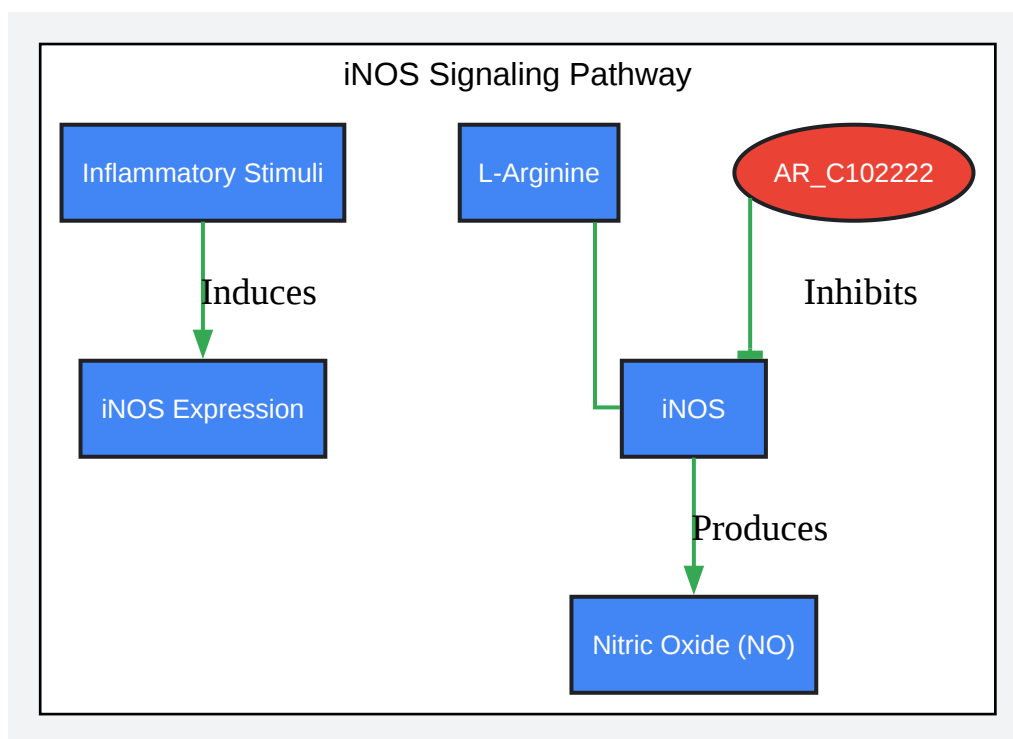 iNOS Signaling Pathway
Inflammatory Stimuli
L-Arginine
AR_C102222
Induces
Inhibits
iNOS Expression
iNOS
Produces
Nitric Oxide (NO)